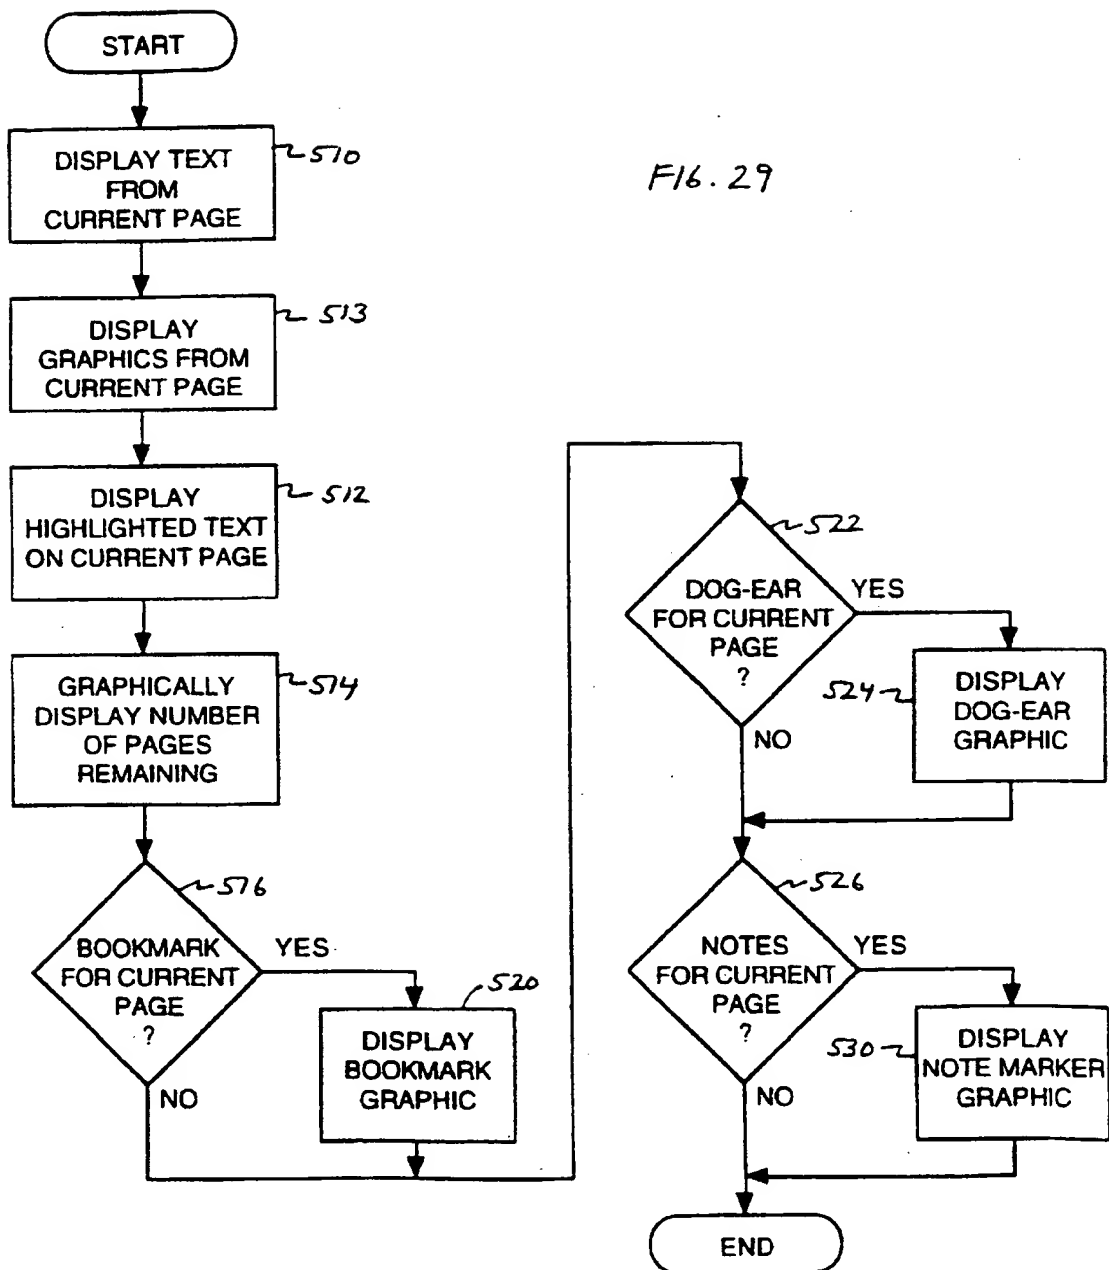 START
DISPLAY TEXT
FROM
CURRENT PAGE
510
FIG. 29
DISPLAY
GRAPHICS FROM
CURRENT PAGE
513
DISPLAY
HIGHLIGHTED TEXT
ON CURRENT PAGE
512
GRAPHICALLY
DISPLAY NUMBER
OF PAGES
REMAINING
514
516
BOOKMARK
FOR CURRENT
PAGE
?
YES
NO
520
DISPLAY
BOOKMARK
GRAPHIC
522
DOG-EAR
FOR CURRENT
PAGE
?
YES
NO
524
DISPLAY
DOG-EAR
GRAPHIC
526
NOTES
FOR CURRENT
PAGE
?
YES
NO
530
DISPLAY
NOTE MARKER
GRAPHIC
END